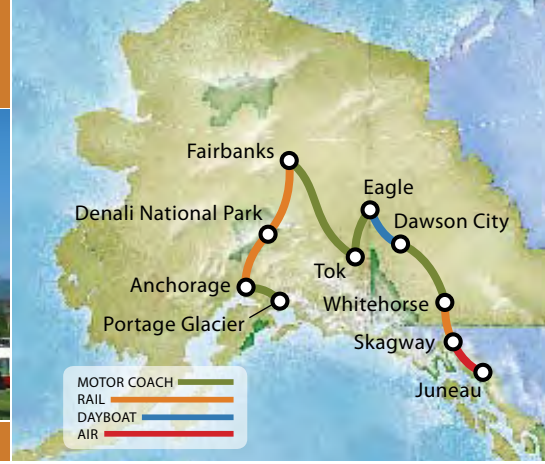 Fairbanks
Eagle
Denali National Park
Dawson City
Tok
Anchorage
Whitehorse
Portage Glacier
Skagway
Juneau
MOTOR COACH
RAIL
DAYBOAT
AIR